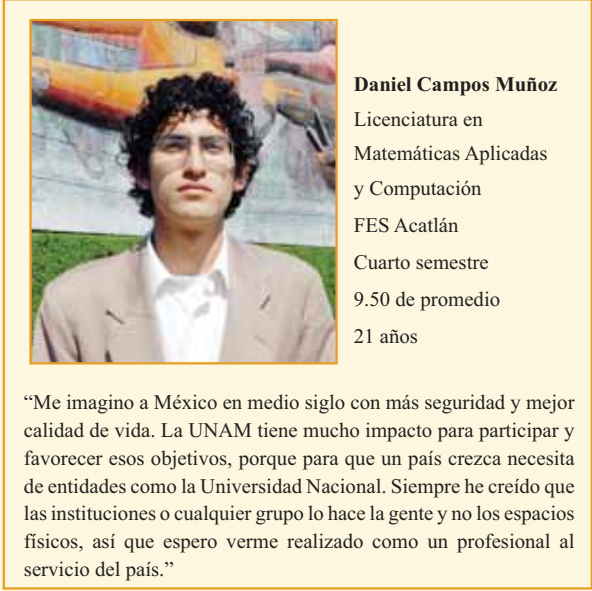 Daniel Campos Muñoz
Licenciatura en
Matemáticas Aplicadas
y Computación
FES Acatlán
Cuarto semestre
9.50 de promedio
21 años
“Me imagino a México en medio siglo con más seguridad y mejor
calidad de vida. La UNAM tiene mucho impacto para participar y
favorecer esos objetivos, porque para que un país crezca necesita
de entidades como la Universidad Nacional. Siempre he creído que
las instituciones o cualquier grupo lo hace la gente y no los espacios
físicos, así que espero verme realizado como un profesional al
servicio del país.”